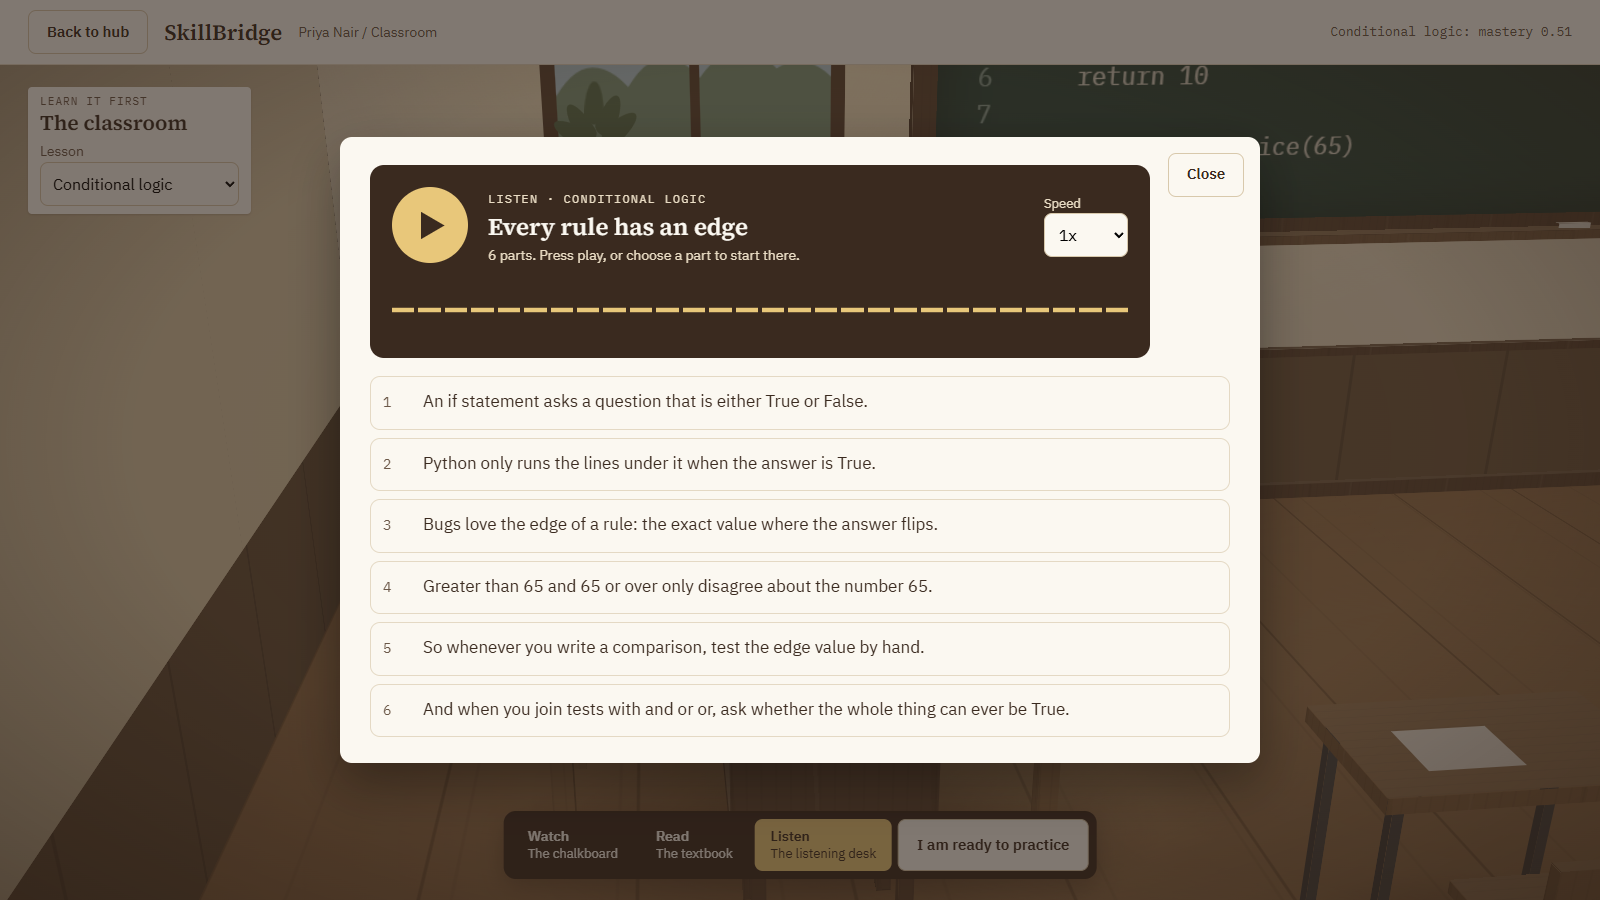 Back to hub
SkillBridge
Priya Nair / Classroom
Conditional logic: mastery 0.51
LEARN IT FIRST
The classroom
Lesson
Conditional logic
6 return 10
7
ice(65)
Close
LISTEN · CONDITIONAL LOGIC
Every rule has an edge
6 parts. Press play, or choose a part to start there.
Speed
1x
1 An if statement asks a question that is either True or False.
2 Python only runs the lines under it when the answer is True.
3 Bugs love the edge of a rule: the exact value where the answer flips.
4 Greater than 65 and 65 or over only disagree about the number 65.
5 So whenever you write a comparison, test the edge value by hand.
6 And when you join tests with and or or, ask whether the whole thing can ever be True.
Watch
The chalkboard
Read
The textbook
Listen
The listening desk
I am ready to practice